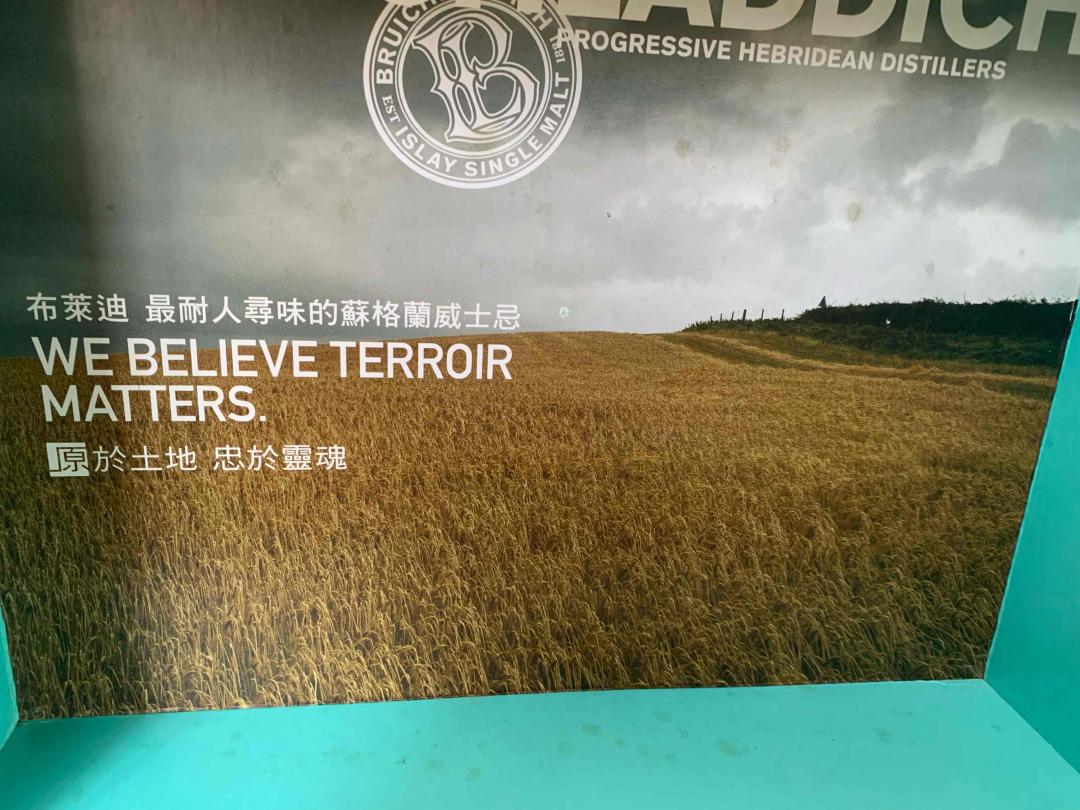 PROGRESSIVE HEBRIDEAN DISTILLERS
1881
EST
ISLAY SINGLE MALT
B
布萊迪 最耐人尋味的蘇格蘭威士忌
WE BELIEVE TERROIR
MATTERS.
原於土地 忠於靈魂